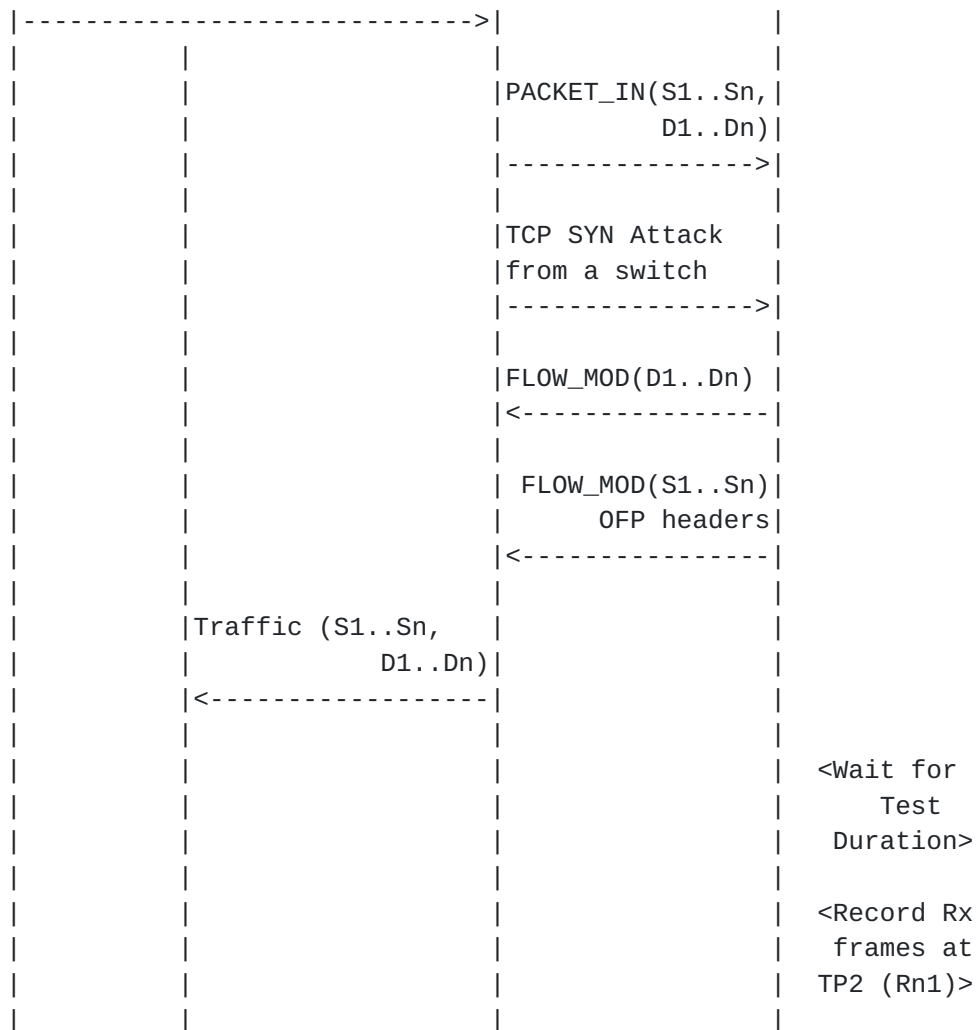 |----------------------------->|                 |
|          |                   |                 |
|          |                   |PACKET_IN(S1..Sn,|
|          |                   |          D1..Dn)|
|          |                   |---------------->|
|          |                   |                 |
|          |                   |TCP SYN Attack   |
|          |                   |from a switch    |
|          |                   |---------------->|
|          |                   |                 |
|          |                   |FLOW_MOD(D1..Dn) |
|          |                   |<----------------|
|          |                   |                 |
|          |                   | FLOW_MOD(S1..Sn)|
|          |                   |      OFP headers|
|          |                   |<----------------|
|          |                   |                 |
|          |Traffic (S1..Sn,   |                 |
|          |            D1..Dn)|                 |
|          |<------------------|                 |
|          |                   |                 |
|          |                   |                 |  <Wait for
|          |                   |                 |      Test
|          |                   |                 |   Duration>
|          |                   |                 |
|          |                   |                 |  <Record Rx
|          |                   |                 |   frames at
|          |                   |                 |  TP2 (Rn1)>
|          |                   |                 |